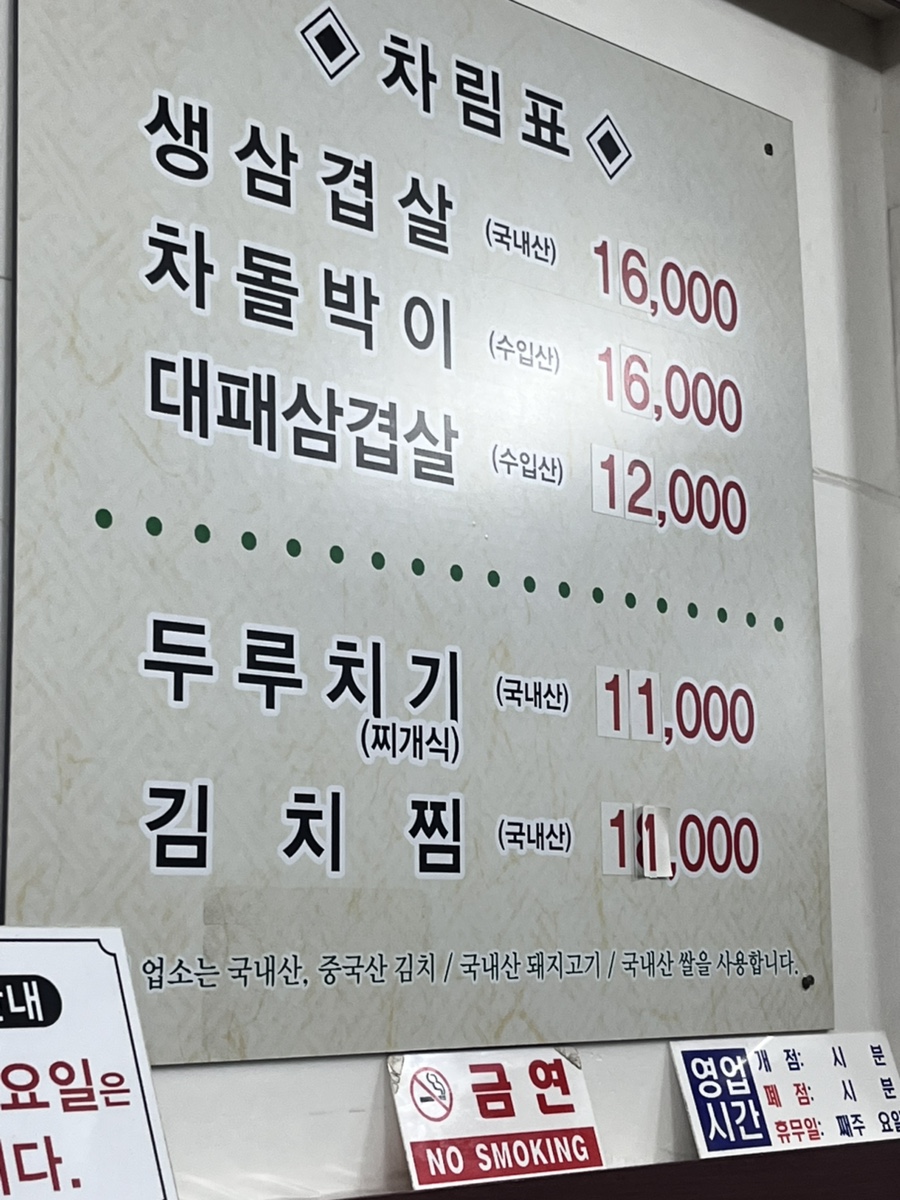 차림표
생삼겹살 (국내산) 16,000
차돌박이 (수입산) 16,000
대패삼겹살 (수입산) 12,000
두루치기 (국내산) 11,000
(찌개식)
김치찜 (국내산) 11,000
업소는 국내산, 중국산 김치 / 국내산 돼지고기 / 국내산 쌀을 사용합니다.
내
요일은
다.
금연
NO SMOKING
영업시간
개 점: 시 분
폐 점: 시 분
휴무일: 째주 요일